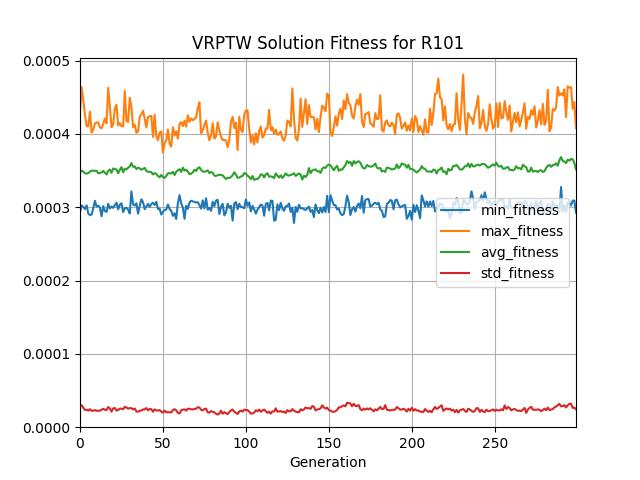 VRPTW Solution Fitness for R101
0.0005
0.0004
0.0003
0.0002
0.0001
0.0000
min_fitness
max_fitness
avg_fitness
std_fitness
0 50 100 150 200 250
Generation